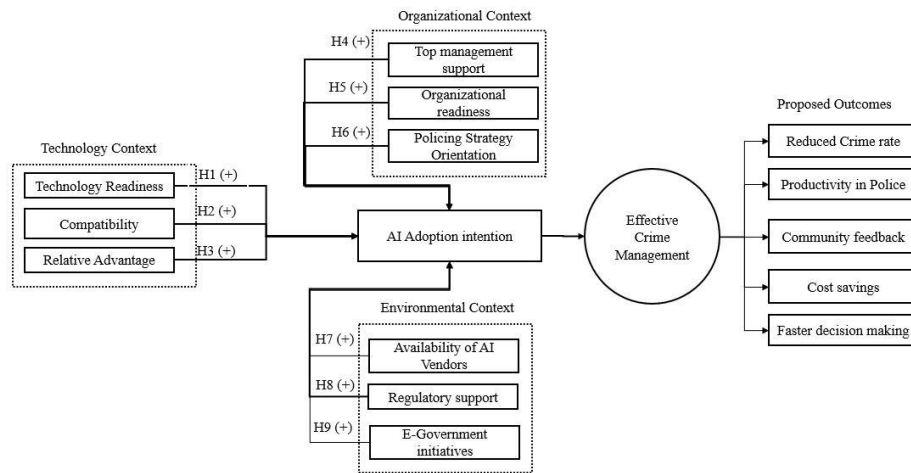 Organizational Context
H4 (+)
Top management
support
H5 (+)
Organizational
readiness
H6 (+)
Policing Strategy
Orientation
Technology Context
H1 (+)
Technology Readiness
H2 (+)
Compatibility
H3 (+)
Relative Advantage
AI Adoption intention
Environmental Context
H7 (+)
Availability of AI
Vendors
H8 (+)
Regulatory support
H9 (+)
E-Government
initiatives
Effective
Crime
Management
Proposed Outcomes
Reduced Crime rate
Productivity in Police
Community feedback
Cost savings
Faster decision making